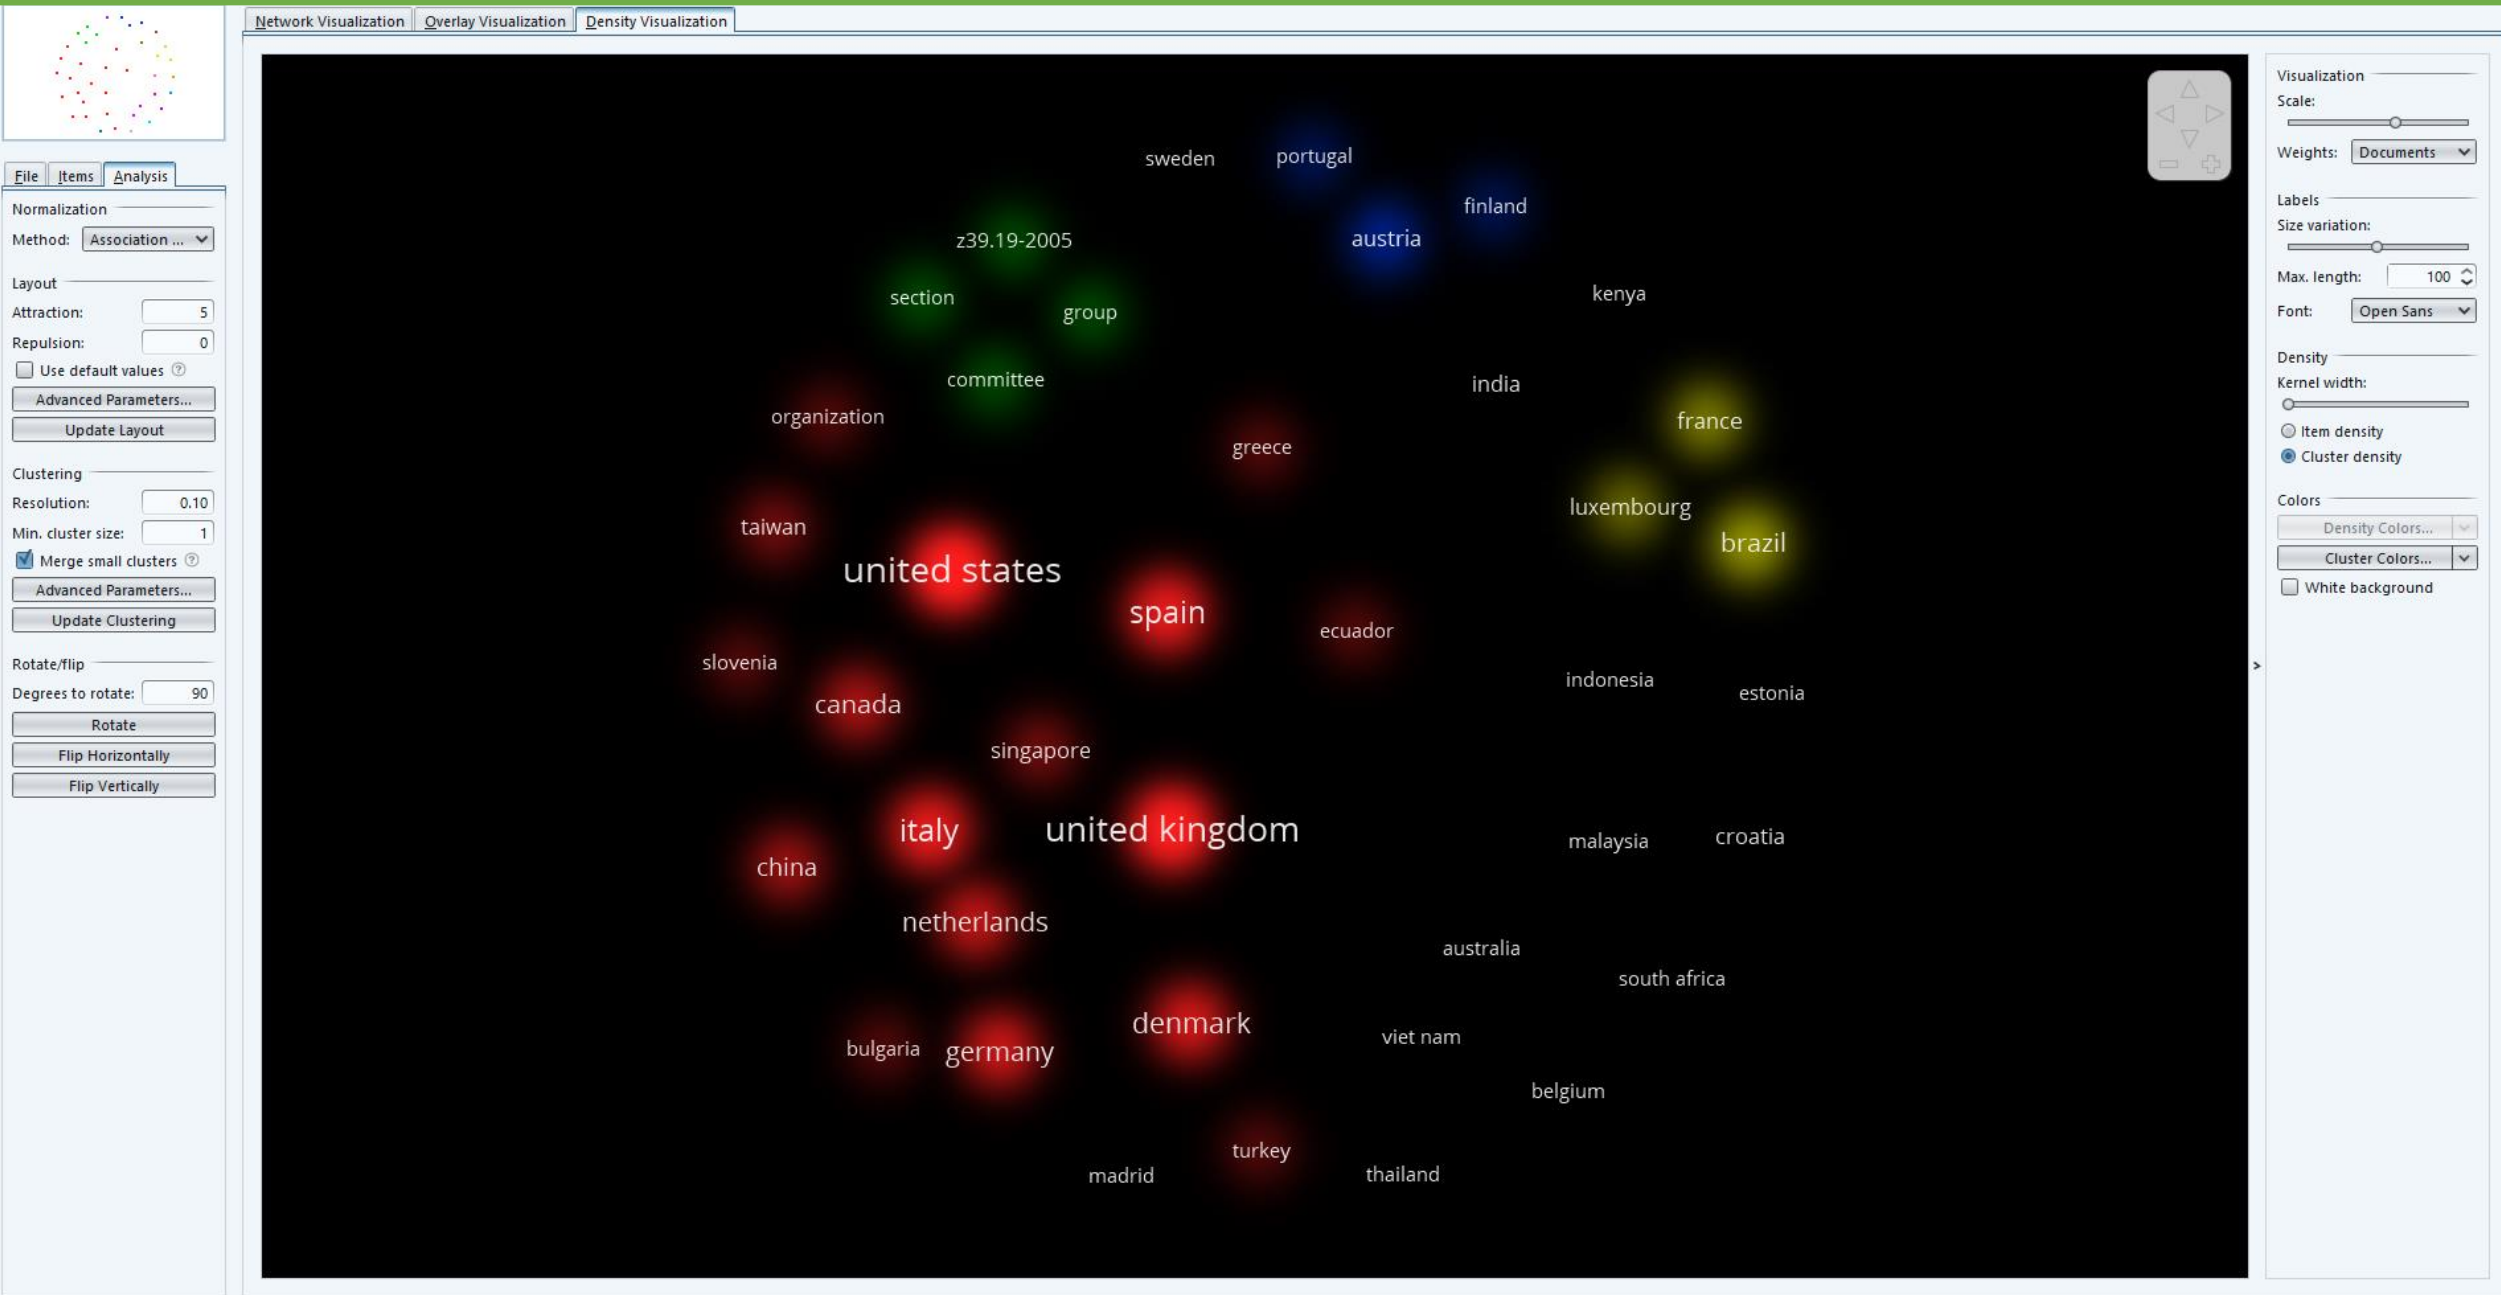 Network Visualization
Overlay Visualization
Density Visualization
File
Items
Analysis
Normalization
Method: Association ...
Layout
Attraction: 5
Repulsion: 0
Use default values
Advanced Parameters...
Update Layout
Clustering
Resolution: 0.10
Min. cluster size: 1
Merge small clusters
Advanced Parameters...
Update Clustering
Rotate/flip
Degrees to rotate: 90
Rotate
Flip Horizontally
Flip Vertically
sweden
portugal
finland
austria
z39.19-2005
section
group
kenya
committee
india
organization
france
greece
luxembourg
taiwan
brazil
united states
spain
ecuador
slovenia
indonesia
estonia
canada
singapore
italy
united kingdom
malaysia
croatia
china
netherlands
australia
south africa
denmark
viet nam
bulgaria
germany
belgium
turkey
madrid
thailand
Visualization
Scale:
Weights: Documents
Labels
Size variation:
Max. length: 100
Font: Open Sans
Density
Kernel width:
Item density
Cluster density
Colors
Density Colors...
Cluster Colors...
White background